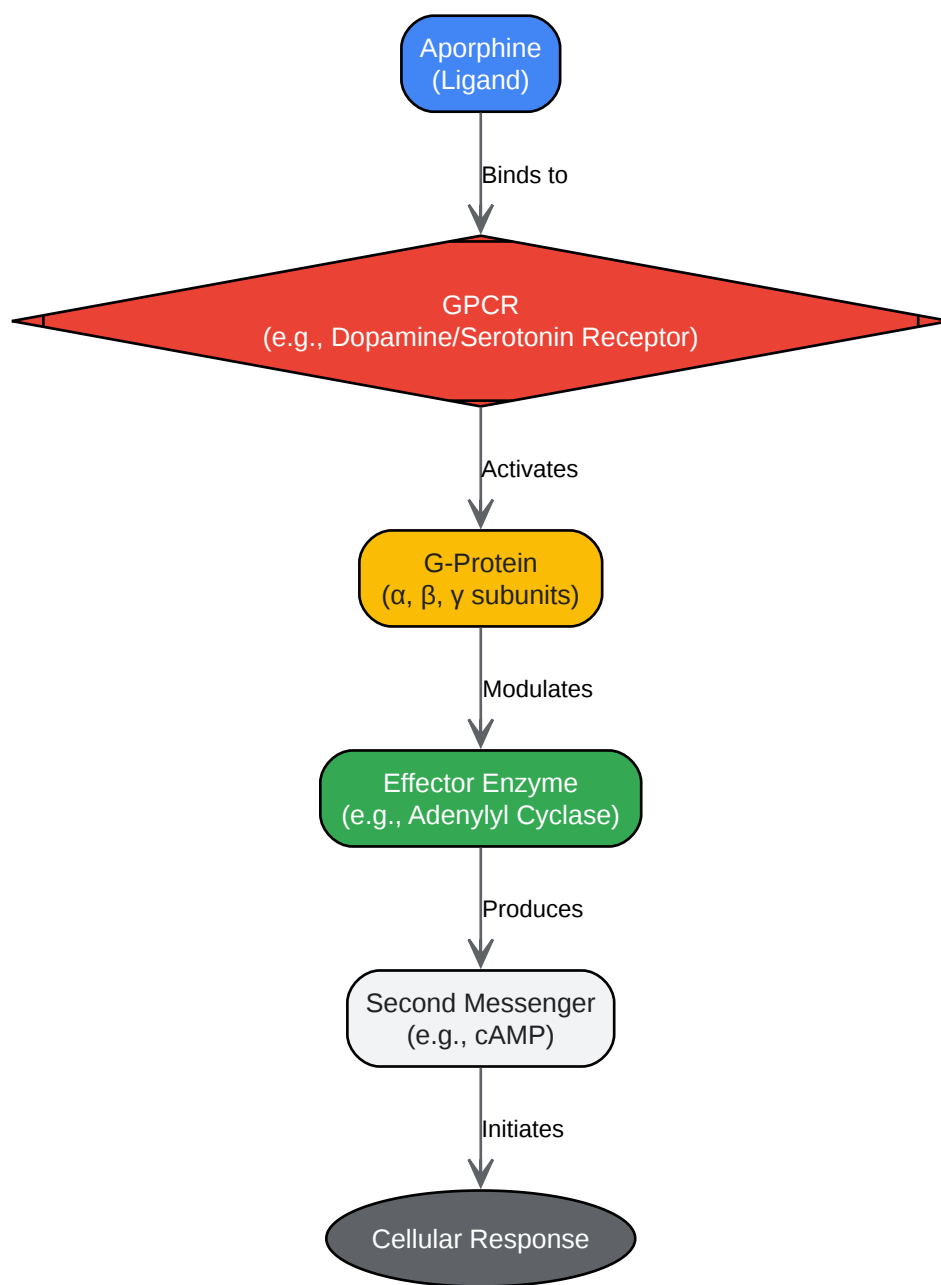 Aporphine
(Ligand)
Binds to
GPCR
(e.g., Dopamine/Serotonin Receptor)
Activates
G-Protein
(α, β, γ subunits)
Modulates
Effector Enzyme
(e.g., Adenylyl Cyclase)
Produces
Second Messenger
(e.g., cAMP)
Initiates
Cellular Response